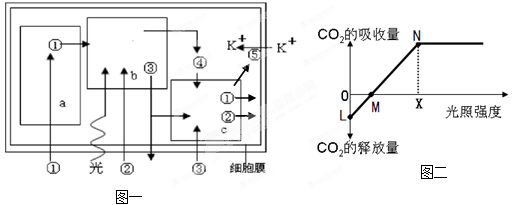 ①
a
b
③
④
K⁺
K⁺
⑤
①
②
c
①
光
②
③
细胞膜
图一
CO₂的吸收量
N
0
M
X
光照强度
L
CO₂的释放量
图二